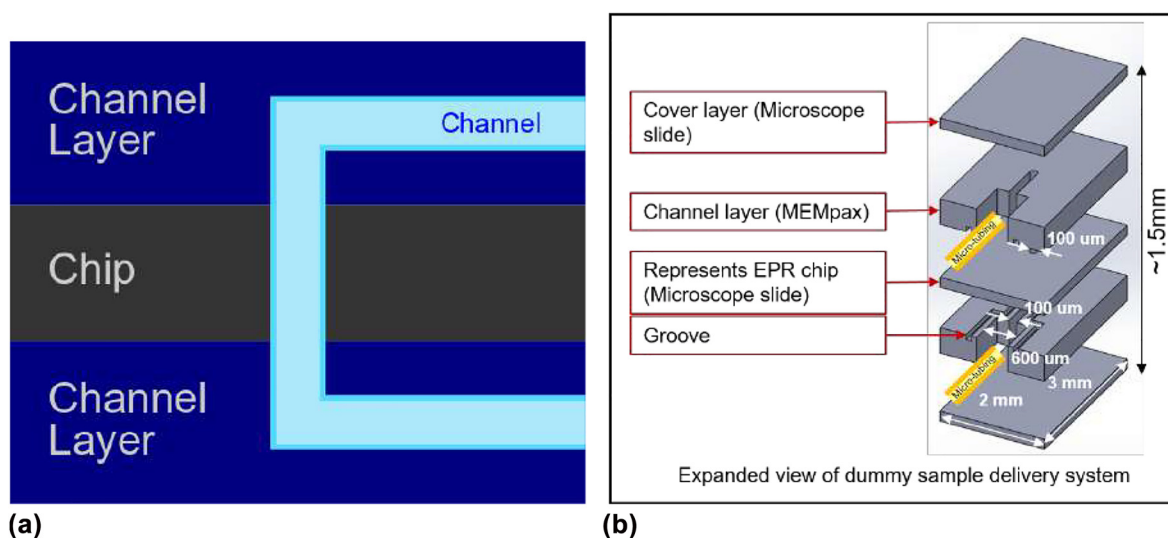 Channel
Layer
Channel
Chip
Channel
Layer
(a)
Cover layer (Microscope
slide)
Channel layer (MEMpax)
Represents EPR chip
(Microscope slide)
Groove
Micro-tubing
100 um
100 um
600 um
Micro-tubing
3 mm
2 mm
~1.5mm
Expanded view of dummy sample delivery system
(b)